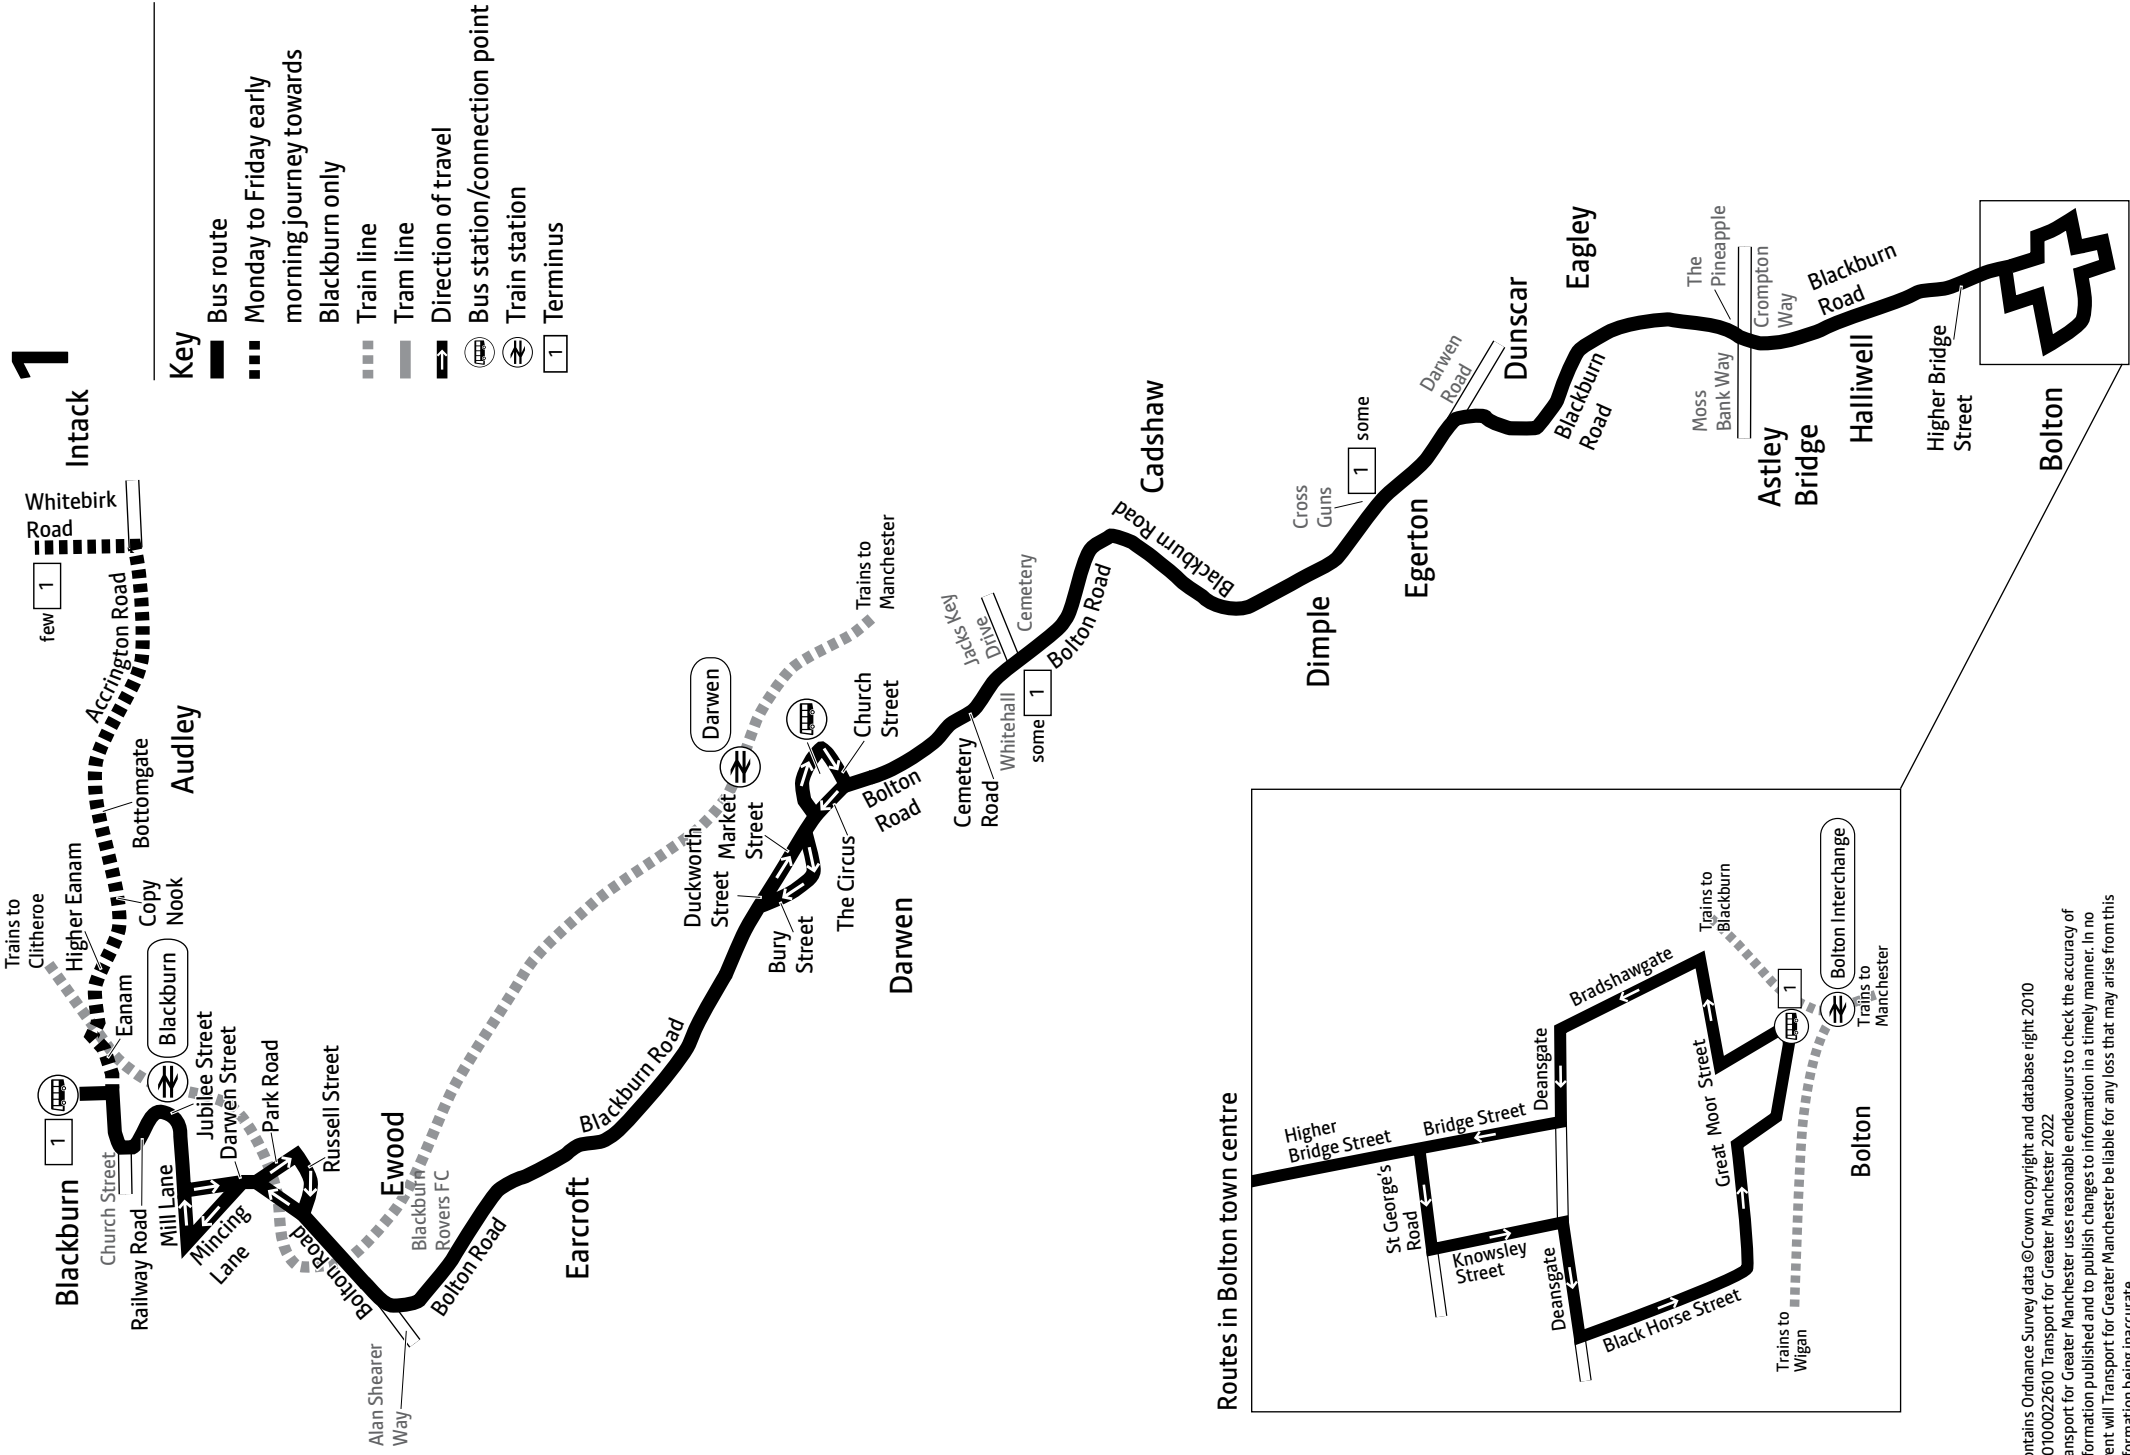 1
Key
Bus route
Monday to Friday early
morning journey towards
Blackburn only
Train line
Tram line
Direction of travel
Bus station/connection point
Train station
1
Terminus
Intack
Whitebirk
Road
few
1
Accrington Road
Audley
Bottomgate
Copy
Nook
Higher Eanam
Trains to
Clitheroe
Eanam
Blackburn
1
Blackburn
Church Street
Railway Road
Jubilee Street
Mill Lane
Darwen Street
Mincing
Lane
Park Road
Russell Street
Bolton Road
Ewood
Blackburn
Rovers FC
Alan Shearer
Way
Bolton Road
Earcroft
Blackburn Road
Duckworth
Street
Market
Street
Bury
Street
The Circus
Darwen
Darwen
Church
Street
Trains to
Manchester
Bolton
Road
Cemetery
Road
Whitehall
some
1
Jacks Key
Drive
Cemetery
Bolton Road
Cadshaw
Blackburn Road
Dimple
Cross
Guns
1
some
Egerton
Darwen
Road
Dunscar
Blackburn
Road
Eagley
The
Pineapple
Moss
Bank Way
Crompton
Way
Astley
Bridge
Blackburn
Road
Halliwell
Higher Bridge
Street
Bolton
Routes in Bolton town centre
Higher
Bridge Street
Bridge Street
St George's
Road
Knowsley
Street
Deansgate
Deansgate
Bradshawgate
Black Horse Street
Great Moor Street
Trains to
Blackburn
1
Bolton Interchange
Trains to
Manchester
Trains to
Wigan
Bolton
ntains Ordnance Survey data ©Crown copyright and database right 2010
0100022610 Transport for Greater Manchester 2022
ansport for Greater Manchester uses reasonable endeavours to check the accuracy of
formation published and to publish changes to information in a timely manner. In no
ent will Transport for Greater Manchester be liable for any loss that may arise from this
formation being inaccurate